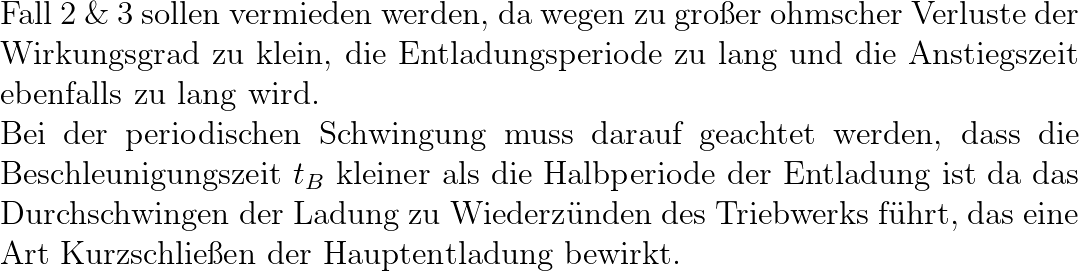 Fall 2 & 3 sollen vermieden werden, da wegen zu großer ohmscher Verluste der
Wirkungsgrad zu klein, die Entladungsperiode zu lang und die Anstiegszeit
ebenfalls zu lang wird.
Bei der periodischen Schwingung muss darauf geachtet werden, dass die
Beschleunigungszeit t_B kleiner als die Halbperiode der Entladung ist da das
Durchschwingen der Ladung zu Wiederzünden des Triebwerks führt, das eine
Art Kurzschließen der Hauptentladung bewirkt.